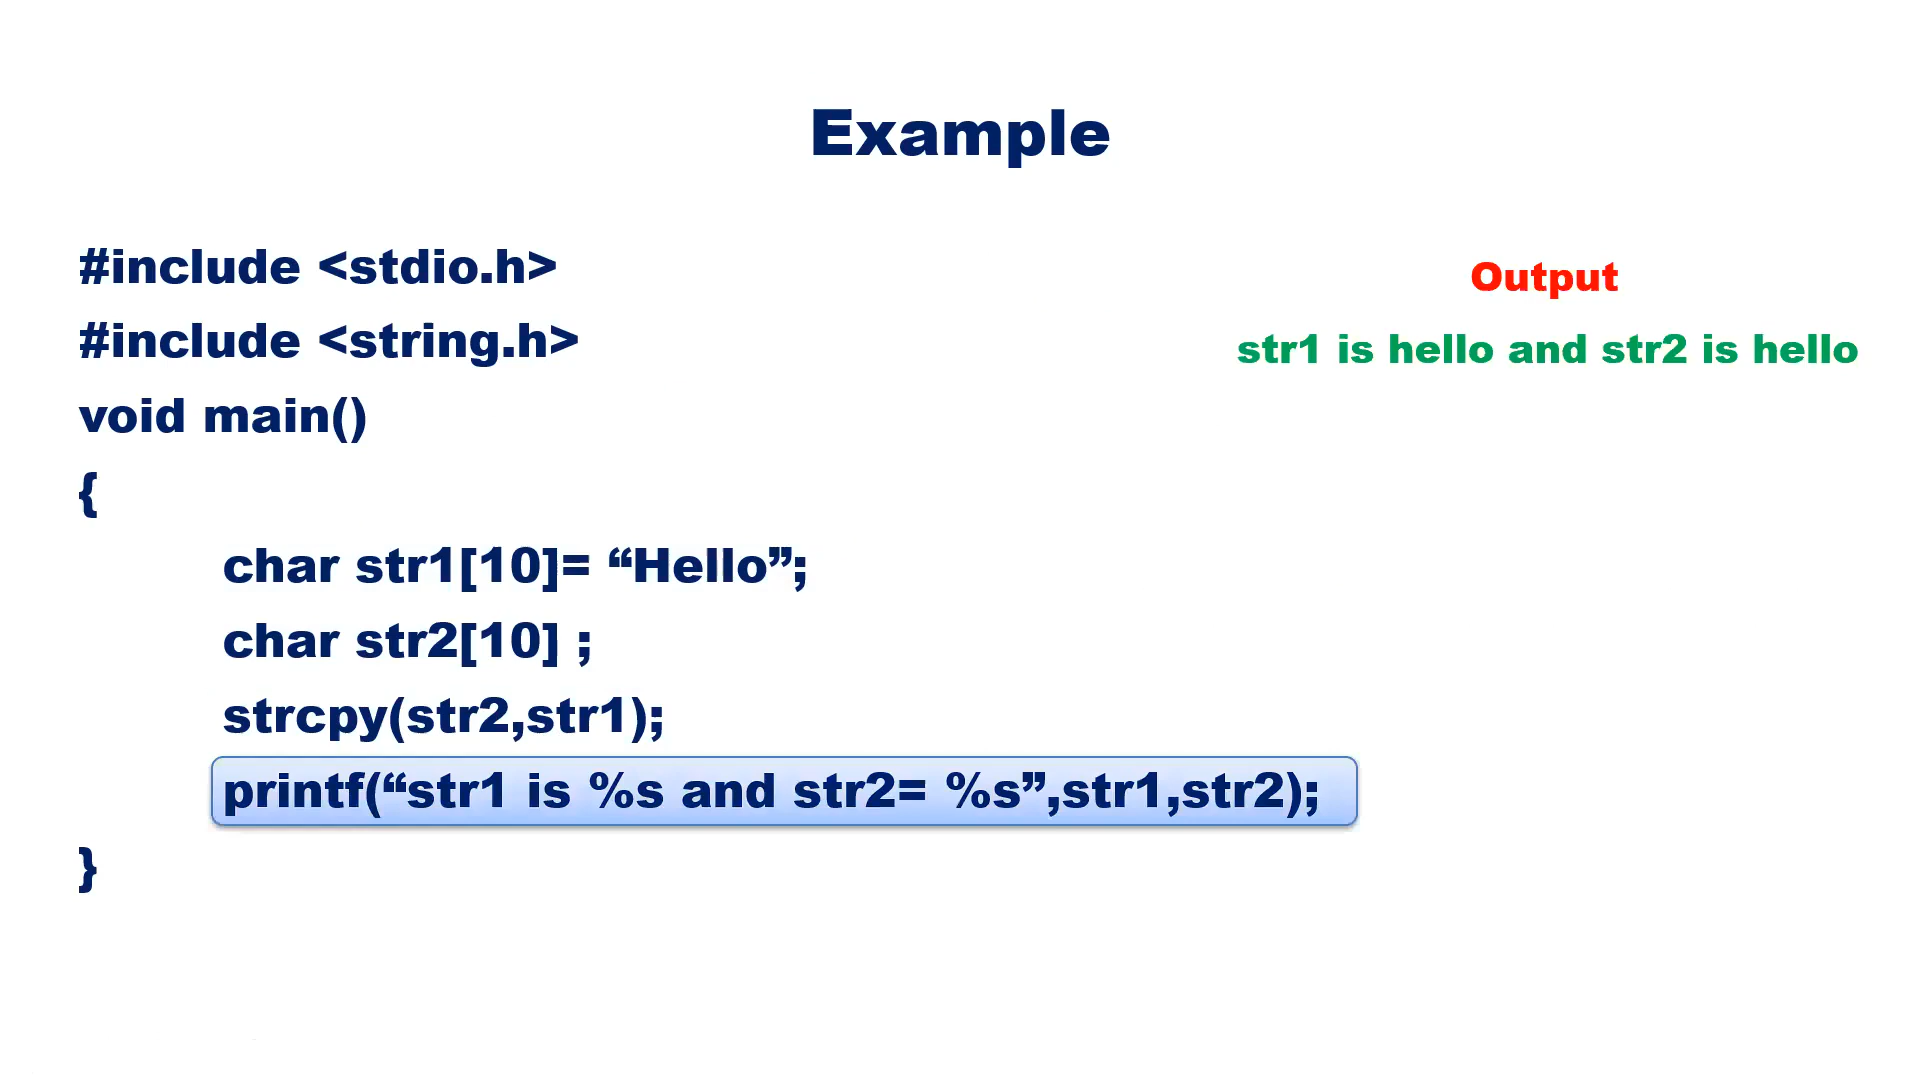 Example
#include <stdio.h>
#include <string.h>
void main()
{
char str1[10]= “Hello”;
char str2[10] ;
strcpy(str2,str1);
printf(“str1 is %s and str2= %s”,str1,str2);
}
Output
str1 is hello and str2 is hello